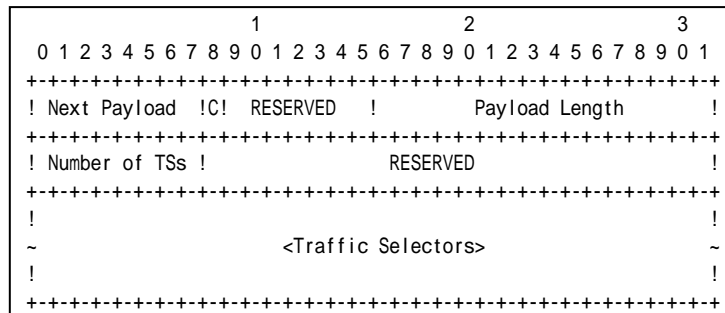 1                   2                   3
0 1 2 3 4 5 6 7 8 9 0 1 2 3 4 5 6 7 8 9 0 1 2 3 4 5 6 7 8 9 0 1
+-+-+-+-+-+-+-+-+-+-+-+-+-+-+-+-+-+-+-+-+-+-+-+-+-+-+-+-+-+-+-+-+
! Next Payload  !C!  RESERVED   !         Payload Length        !
+-+-+-+-+-+-+-+-+-+-+-+-+-+-+-+-+-+-+-+-+-+-+-+-+-+-+-+-+-+-+-+-+
! Number of TSs !                 RESERVED                      !
+-+-+-+-+-+-+-+-+-+-+-+-+-+-+-+-+-+-+-+-+-+-+-+-+-+-+-+-+-+-+-+-+
!                                                               !
~                       <Traffic Selectors>                     ~
!                                                               !
+-+-+-+-+-+-+-+-+-+-+-+-+-+-+-+-+-+-+-+-+-+-+-+-+-+-+-+-+-+-+-+-+